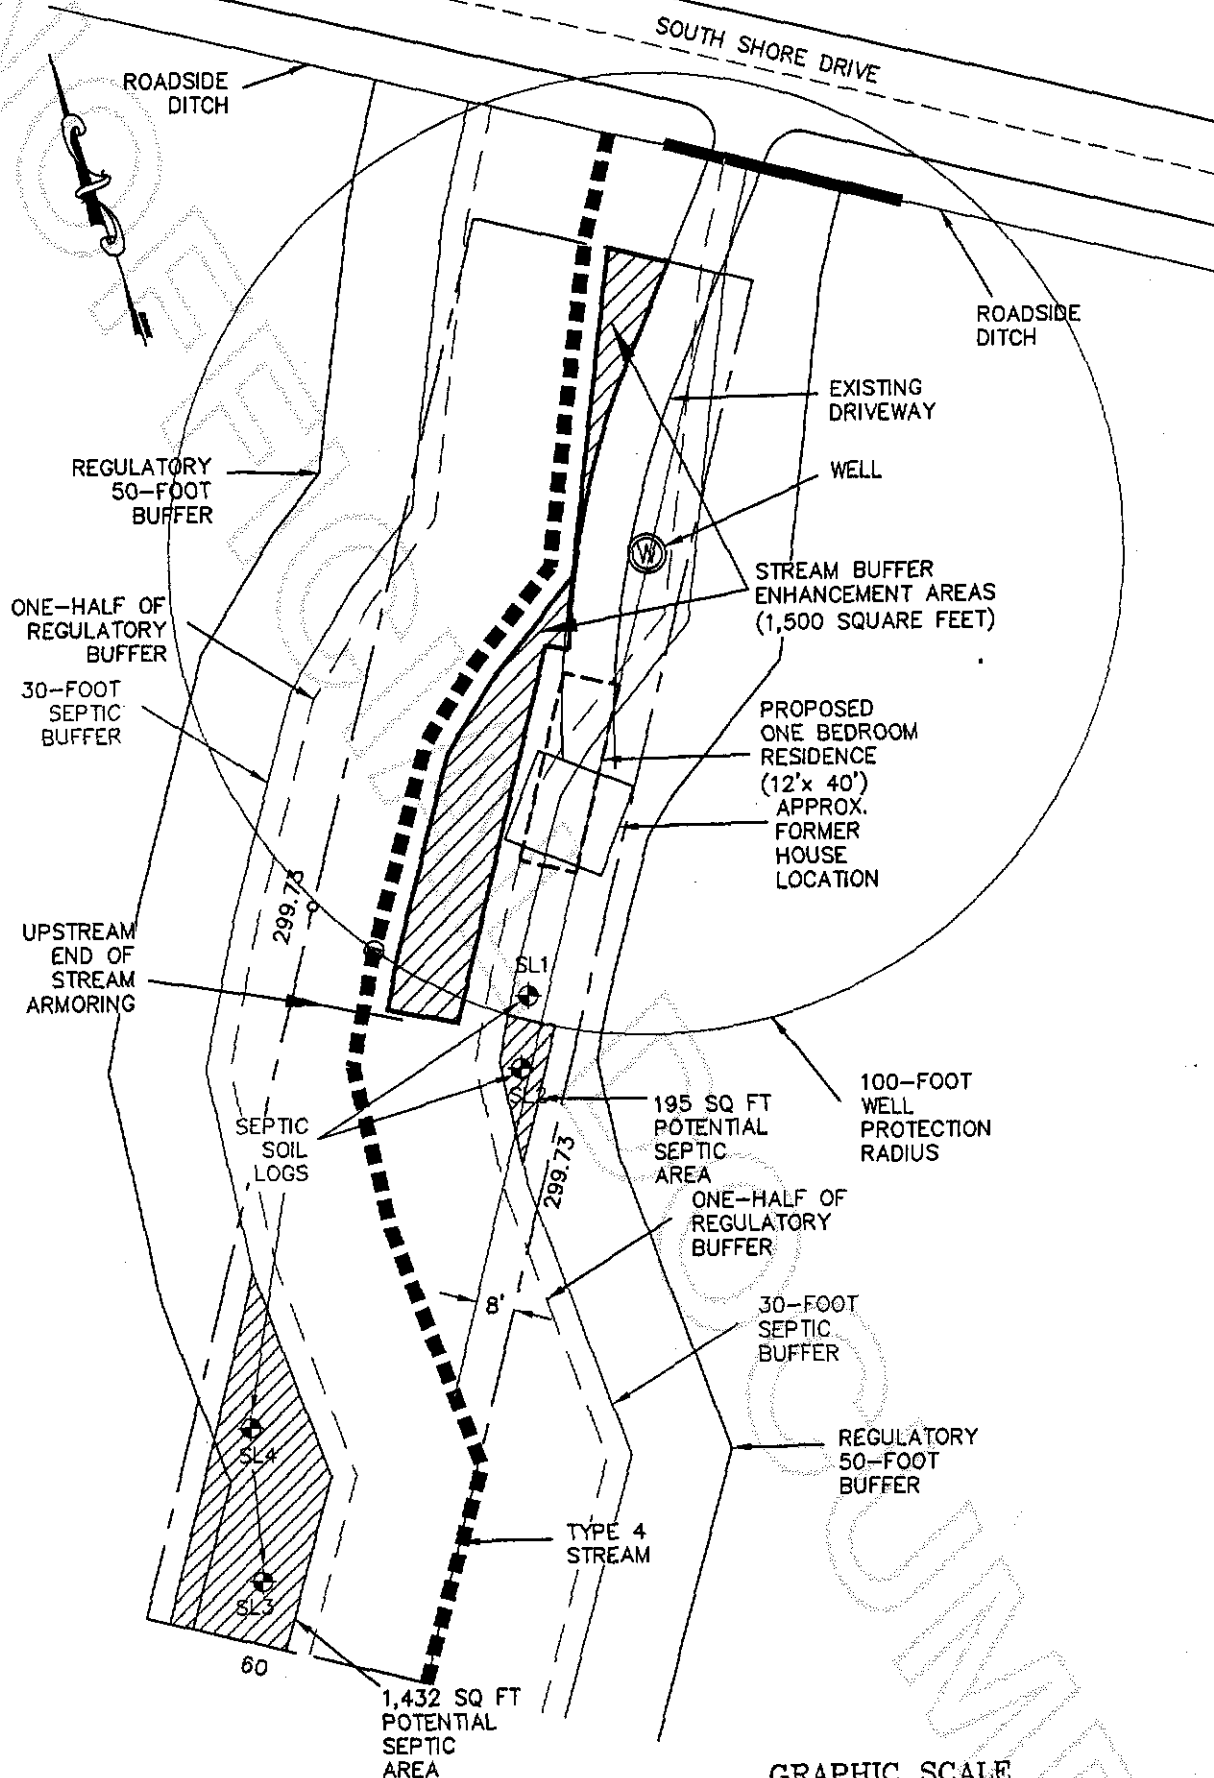 SOUTH SHORE DRIVE
ROADSIDE
DITCH
ROADSIDE
DITCH
EXISTING
DRIVEWAY
REGULATORY
50-FOOT
BUFFER
WELL
W
STREAM BUFFER
ENHANCEMENT AREAS
(1,500 SQUARE FEET)
ONE-HALF OF
REGULATORY
BUFFER
30-FOOT
SEPTIC
BUFFER
PROPOSED
ONE BEDROOM
RESIDENCE
(12'x 40')
APPROX.
FORMER
HOUSE
LOCATION
299.73
UPSTREAM
END OF
STREAM
ARMORING
SL1
SL2
100-FOOT
WELL
PROTECTION
RADIUS
195 SQ FT
POTENTIAL
SEPTIC
AREA
SEPTIC
SOIL
LOGS
299.73
ONE-HALF OF
REGULATORY
BUFFER
8'
30-FOOT
SEPTIC
BUFFER
SL4
REGULATORY
50-FOOT
BUFFER
TYPE 4
STREAM
SL3
60
1,432 SQ FT
POTENTIAL
SEPTIC
AREA
GRAPHIC SCALE